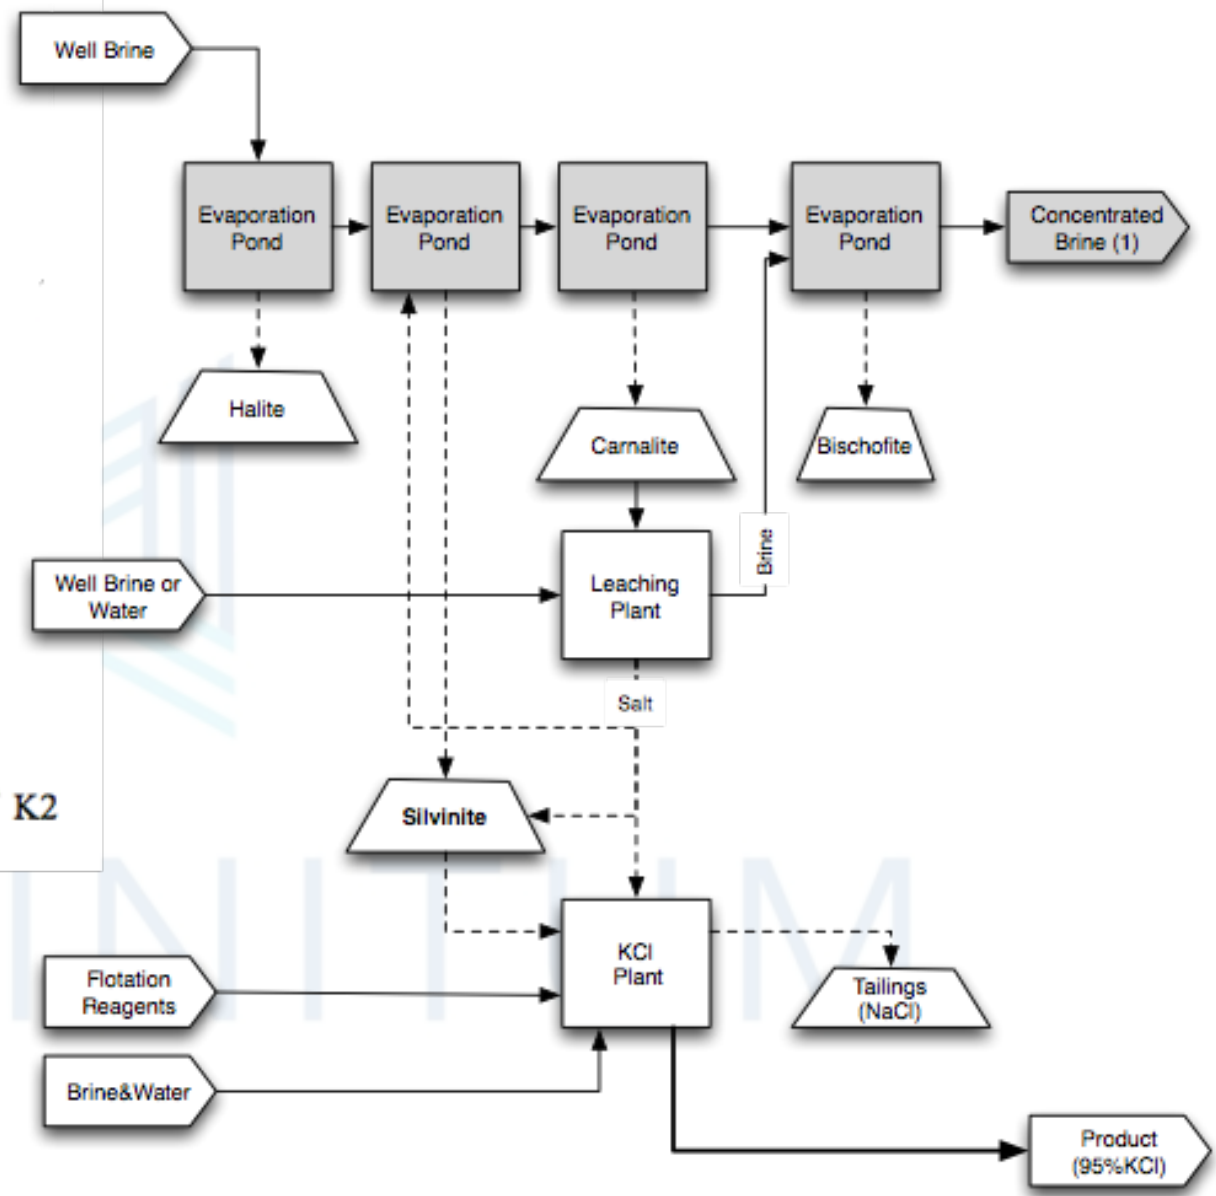 Well Brine
Evaporation
Pond
Evaporation
Pond
Evaporation
Pond
Evaporation
Pond
Concentrated
Brine (1)
Halite
Carnalite
Bischofite
Brine
Well Brine or
Water
Leaching
Plant
Salt
Silvinite
K2
KCl
Plant
Flotation
Reagents
Tailings
(NaCl)
Brine&Water
Product
(95%KCl)
INITUM